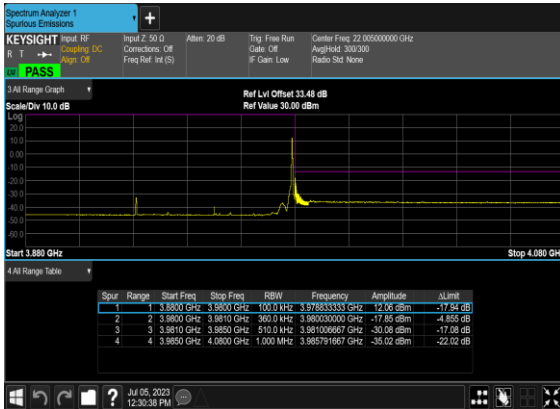 Spectrum Analyzer 1
Spurious Emissions
KEYSIGHT Input: RF Input Z: 50 Ω Atten: 20 dB Trig: Free Run Center Freq: 22.005000000 GHz
R T Coupling: DC Corrections: Off Gate: Off Avg|Hold: 300/300
Align: Off Freq Ref: Int (S) IF Gain: Low Radio Std: None
PASS
3 All Range Graph
Scale/Div 10.0 dB Ref Lvl Offset 33.48 dB
Ref Value 30.00 dBm
Log
20.0
10.0
0.00
-10.0
-20.0
-30.0
-40.0
-50.0
-60.0
Start 3.880 GHz Stop 4.080 GH
4 All Range Table
Spur Range Start Freq Stop Freq RBW Frequency Amplitude ΔLimit
1 1 3.8800 GHz 3.9800 GHz 100.0 kHz 3.978833333 GHz 12.06 dBm -17.94 dB
2 2 3.9800 GHz 3.9810 GHz 360.0 kHz 3.980030000 GHz -17.85 dBm -4.855 dB
3 3 3.9810 GHz 3.9850 GHz 510.0 kHz 3.981006667 GHz -30.08 dBm -17.08 dB
4 4 3.9850 GHz 4.0800 GHz 1.000 MHz 3.985791667 GHz -35.02 dBm -22.02 dB
Jul 05, 2023
12:30:38 PM